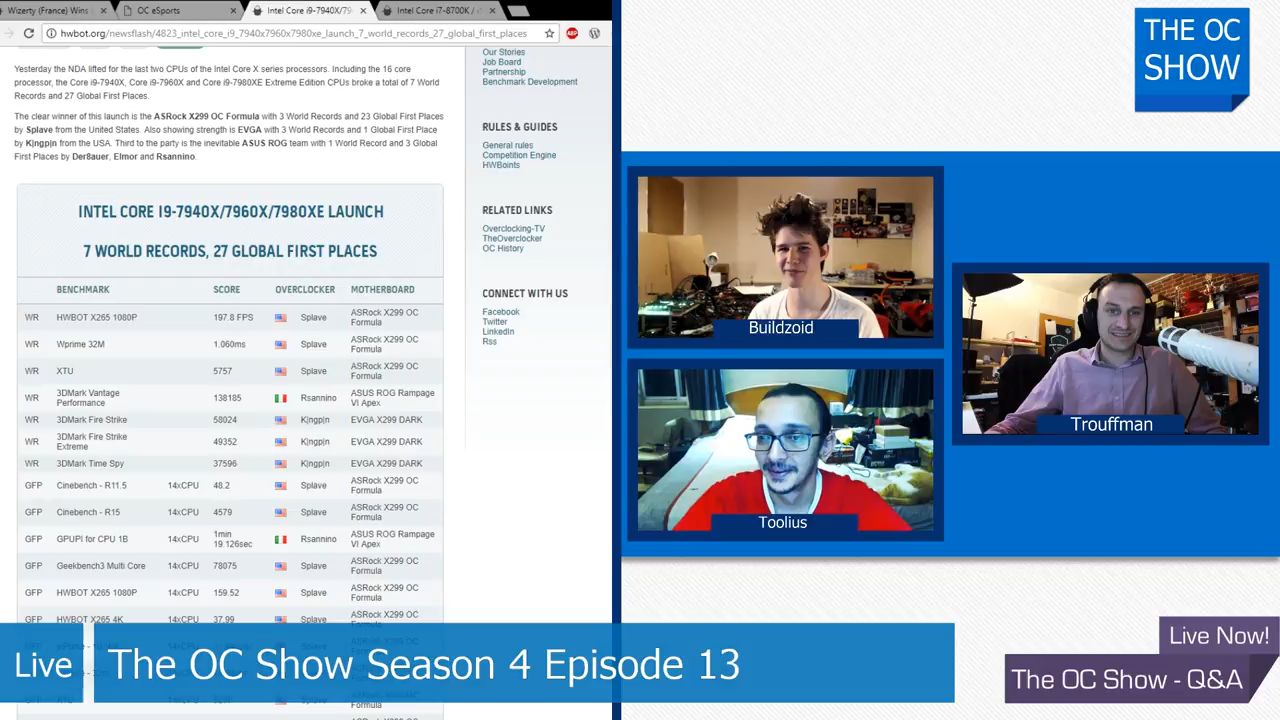 Wizerty (France) Wins
OC eSports
Intel Core i9-7940X/79
Intel Core i7-8700K /
hwbot.org/newsflash/4823_intel_core_i9_7940x7960x7980xe_launch_7_world_records_27_global_first_places
ABP
Yesterday the NDA lifted for the last two CPUs of the Intel Core X series processors. Including the 16 core
processor, the Core i9-7940X, Core i9-7960X and Core i9-7980XE Extreme Edition CPUs broke a total of 7 World
Records and 27 Global First Places.
The clear winner of this launch is the ASRock X299 OC Formula with 3 World Records and 23 Global First Places
by Splave from the United States. Also showing strength is EVGA with 3 World Records and 1 Global First Place
by K|ngp|n from the USA. Third to the party is the inevitable ASUS ROG team with 1 World Record and 3 Global
First Places by Der8auer, Elmor and Rsannino.
INTEL CORE I9-7940X/7960X/7980XE LAUNCH
7 WORLD RECORDS, 27 GLOBAL FIRST PLACES
BENCHMARK SCORE OVERCLOCKER MOTHERBOARD
WR HWBOT X265 1080P 197.8 FPS Splave ASRock X299 OC
Formula
WR Wprime 32M 1.060ms Splave ASRock X299 OC
Formula
WR XTU 5757 Splave ASRock X299 OC
Formula
WR 3DMark Vantage
Performance 138185 Rsannino ASUS ROG Rampage
VI Apex
WR 3DMark Fire Strike 58024 K|ngp|n EVGA X299 DARK
WR 3DMark Fire Strike
Extreme 49352 K|ngp|n EVGA X299 DARK
WR 3DMark Time Spy 37596 K|ngp|n EVGA X299 DARK
GFP Cinebench - R11.5 14xCPU 48.2 Splave ASRock X299 OC
Formula
GFP Cinebench - R15 14xCPU 4579 Splave ASRock X299 OC
Formula
GFP GPUPI for CPU 1B 14xCPU 1min
19.126sec Rsannino ASUS ROG Rampage
VI Apex
GFP Geekbench3 Multi Core 14xCPU 78075 Splave ASRock X299 OC
Formula
GFP HWBOT X265 1080P 14xCPU 159.52 Splave ASRock X299 OC
Formula
GFP HWBOT X265 4K 14xCPU 37.99 Splave ASRock X299 OC
Our Stories
Job Board
Partnership
Benchmark Development
RULES & GUIDES
General rules
Competition Engine
HWBoints
RELATED LINKS
Overclocking-TV
TheOverclocker
OC History
CONNECT WITH US
Facebook
Twitter
LinkedIn
Rss
THE OC
SHOW
Buildzoid
Trouffman
Toolius
Live The OC Show Season 4 Episode 13
Live Now!
The OC Show - Q&A